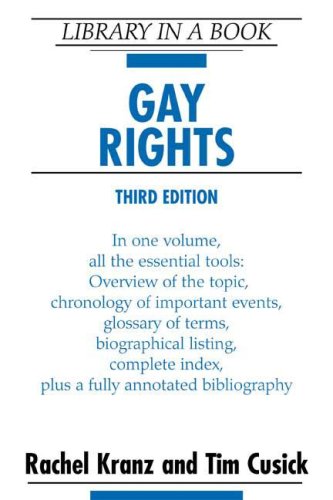 LIBRARY IN A BOOK
GAY
RIGHTS
THIRD EDITION
In one volume,
all the essential tools:
Overview of the topic,
chronology of important events,
glossary of terms,
biographical listing,
complete index,
plus a fully annotated bibliography
Rachel Kranz and Tim Cusick